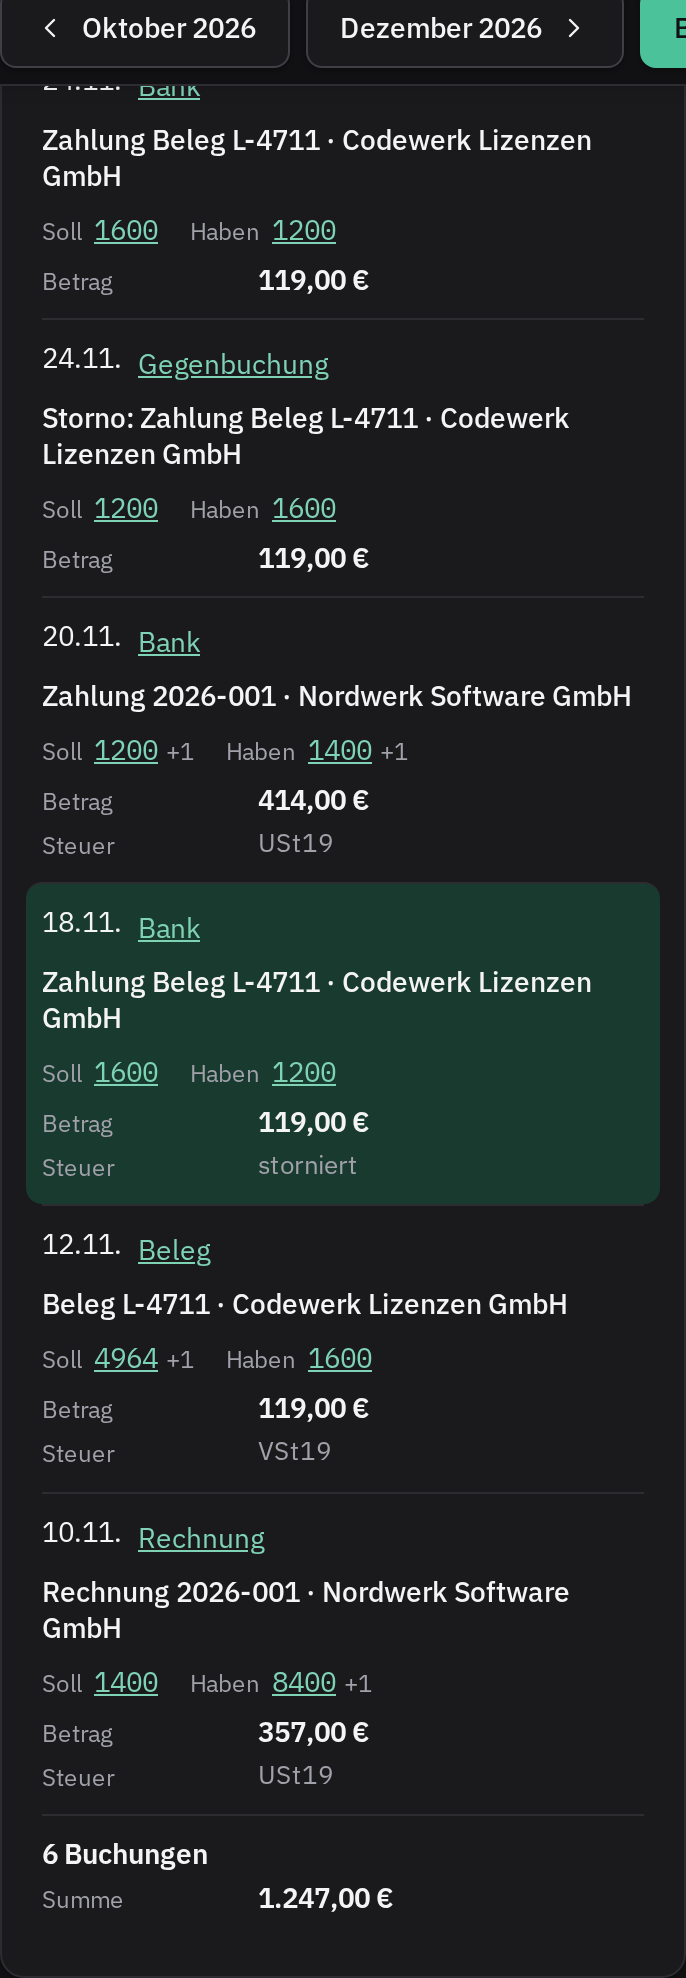 Oktober 2026 Dezember 2026
Bank
Zahlung Beleg L-4711 · Codewerk Lizenzen
GmbH
Soll 1600 Haben 1200
Betrag 119,00 €
24.11. Gegenbuchung
Storno: Zahlung Beleg L-4711 · Codewerk
Lizenzen GmbH
Soll 1200 Haben 1600
Betrag 119,00 €
20.11. Bank
Zahlung 2026-001 · Nordwerk Software GmbH
Soll 1200 +1 Haben 1400 +1
Betrag 414,00 €
Steuer USt19
18.11. Bank
Zahlung Beleg L-4711 · Codewerk Lizenzen
GmbH
Soll 1600 Haben 1200
Betrag 119,00 €
Steuer storniert
12.11. Beleg
Beleg L-4711 · Codewerk Lizenzen GmbH
Soll 4964 +1 Haben 1600
Betrag 119,00 €
Steuer VSt19
10.11. Rechnung
Rechnung 2026-001 · Nordwerk Software
GmbH
Soll 1400 Haben 8400 +1
Betrag 357,00 €
Steuer USt19
6 Buchungen
Summe 1.247,00 €